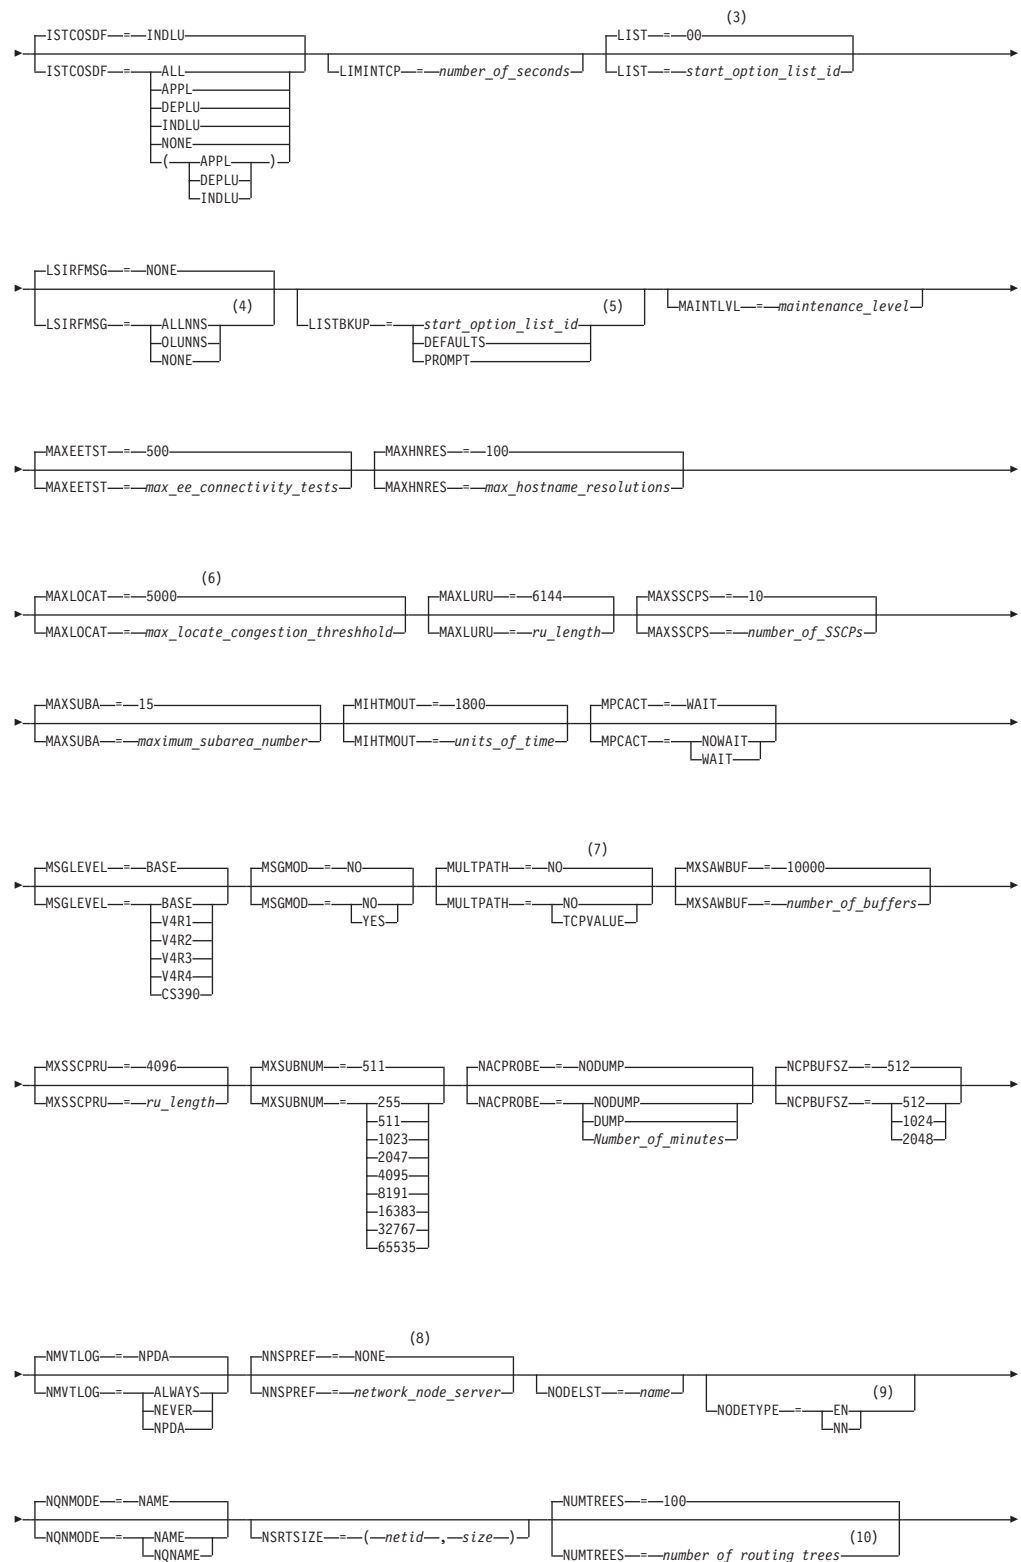 (3)
ISTCOSDF=INDLU LIST=00
ISTCOSDF=ALL LIMINTCP=number_of_seconds LIST=start_option_list_id
APPL
DEPLU
INDLU
NONE
(APPL)
DEPLU
INDLU
LSIRFMSG=NONE
(4) (5) MAINTLVL=maintenance_level
LSIRFMSG=ALLNNS LISTBKUP=start_option_list_id
OLUNNS DEFAULTS
NONE PROMPT
MAXEETST=500 MAXHNRES=100
MAXEETST=max_ee_connectivity_tests MAXHNRES=max_hostname_resolutions
(6)
MAXLOCAT=5000 MAXLURU=6144 MAXSSCPS=10
MAXLOCAT=max_locate_congestion_threshhold MAXLURU=ru_length MAXSSCPS=number_of_SSCPs
MAXSUBA=15 MIHTMOUT=1800 MPCACT=WAIT
MAXSUBA=maximum_subarea_number MIHTMOUT=units_of_time MPCACT=NOWAIT
WAIT
(7)
MSGLEVEL=BASE MSGMOD=NO MULTPATH=NO MXSAWBUF=10000
MSGLEVEL=BASE MSGMOD=NO MULTPATH=NO MXSAWBUF=number_of_buffers
V4R1 YES TCPVALUE
V4R2
V4R3
V4R4
CS390
MXSSCPRU=4096 MXSUBNUM=511 NACPROBE=NODUMP NCPBUFSZ=512
MXSSCPRU=ru_length MXSUBNUM=255 NACPROBE=NODUMP NCPBUFSZ=512
511 DUMP 1024
1023 Number_of_minutes 2048
2047
4095
8191
16383
32767
65535
(8)
NMVTLOG=NPDA NNSPREF=NONE
NMVTLOG=ALWAYS NNSPREF=network_node_server NODELST=name (9)
NEVER NODETYPE=EN
NPDA NN
NQNMODE=NAME NUMTREES=100
NQNMODE=NAME NSRTSIZE=(netid,size) (10)
NQNAME NUMTREES=number_of_routing_trees